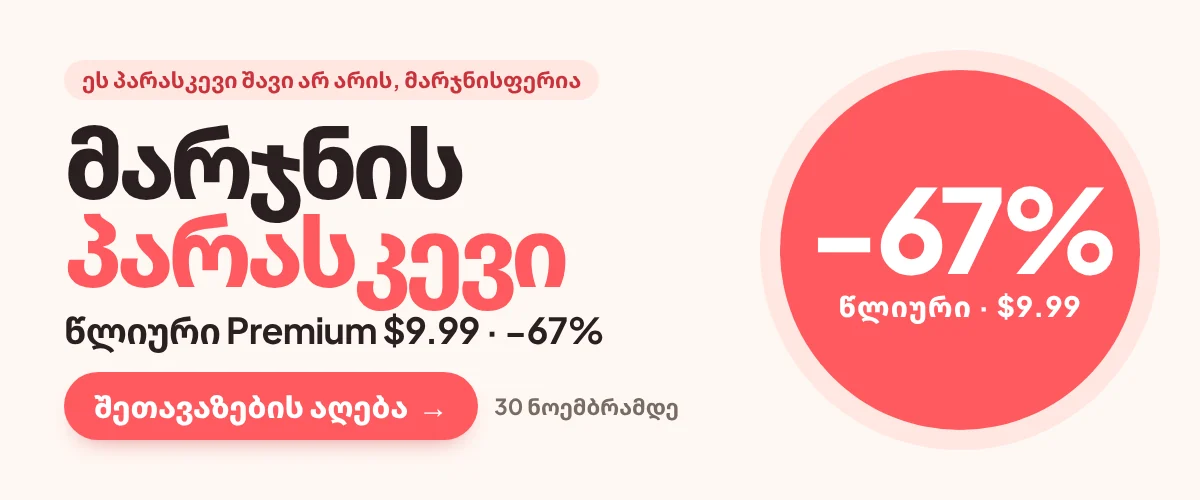 ეს პარასკევი შავი არ არის, მარჯნისფერია
მარჯნის
პარასკევი
წლიური Premium $9.99 · −67%
შეთავაზების აღება →
30 ნოემბრამდე
−67%
წლიური · $9.99